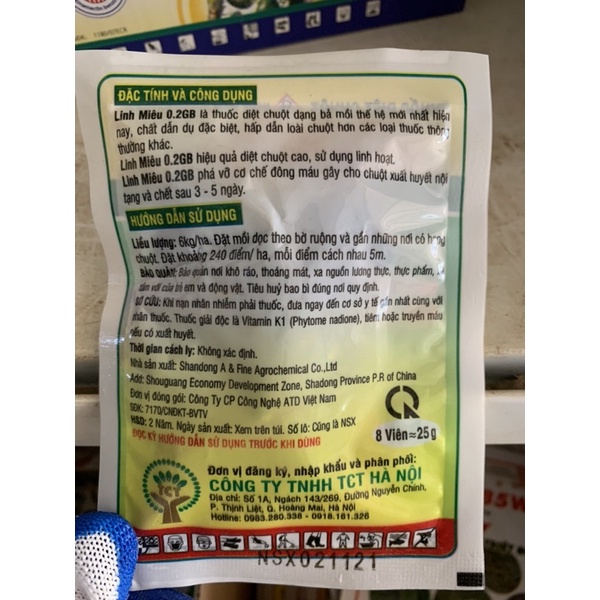 ĐẶC TÍNH VÀ CÔNG DỤNG
Linh Miêu 0.2GB là thuốc diệt chuột dạng bả mồi thế hệ mới nhất hiện
nay, chất dẫn dụ đặc biệt, hấp dẫn loài chuột hơn các loại thuốc thông
thường khác.
Linh Miêu 0.2GB hiệu quả diệt chuột cao, sử dụng linh hoạt.
Linh Miêu 0.2GB phá vỡ cơ chế đông máu gây cho chuột xuất huyết nội
tạng và chết sau 3 - 5 ngày.
HƯỚNG DẪN SỬ DỤNG
Liều lượng: 6kg/ha. Đặt mồi dọc theo bờ ruộng và gần những nơi có hang
chuột. Đặt khoảng 240 điểm/ ha, mỗi điểm cách nhau 5m.
BẢO QUẢN: Bảo quản nơi khô ráo, thoáng mát, xa nguồn lương thực, thực phẩm, xa
tầm với của trẻ em và động vật. Tiêu huỷ bao bì đúng nơi quy định.
SƠ CỨU: Khi nạn nhân nhiễm phải thuốc, đưa ngay đến cơ sở y tế gần nhất cùng với
nhãn thuốc. Thuốc giải độc là Vitamin K1 (Phytome nadione), tiêm hoặc truyền máu
nếu có xuất huyết.
Thời gian cách ly: Không xác định.
Nhà sản xuất: Shandong A & Fine Agrochemical Co.,Ltd
Add: Shouguang Economy Development Zone, Shadong Province P.R of China
Đơn vị đóng gói: Công Ty CP Công Nghệ ATD Việt Nam
SDK: 7170/CNĐKT-BVTV
HSD: 2 Năm. Ngày sản xuất: Xem trên túi. Số lô: Cũng là NSX
ĐỌC KỸ HƯỚNG DẪN SỬ DỤNG TRƯỚC KHI DÙNG
8 Viên≈25g
TCT
Đơn vị đăng ký, nhập khẩu và phân phối:
CÔNG TY TNHH TCT HÀ NỘI
Địa chỉ: Số 1A, Ngách 143/269, Đường Nguyễn Chính,
P. Thịnh Liệt, Q. Hoàng Mai, Hà Nội
Hotline: 0983.280.338 - 0918.161.326
NSX021121